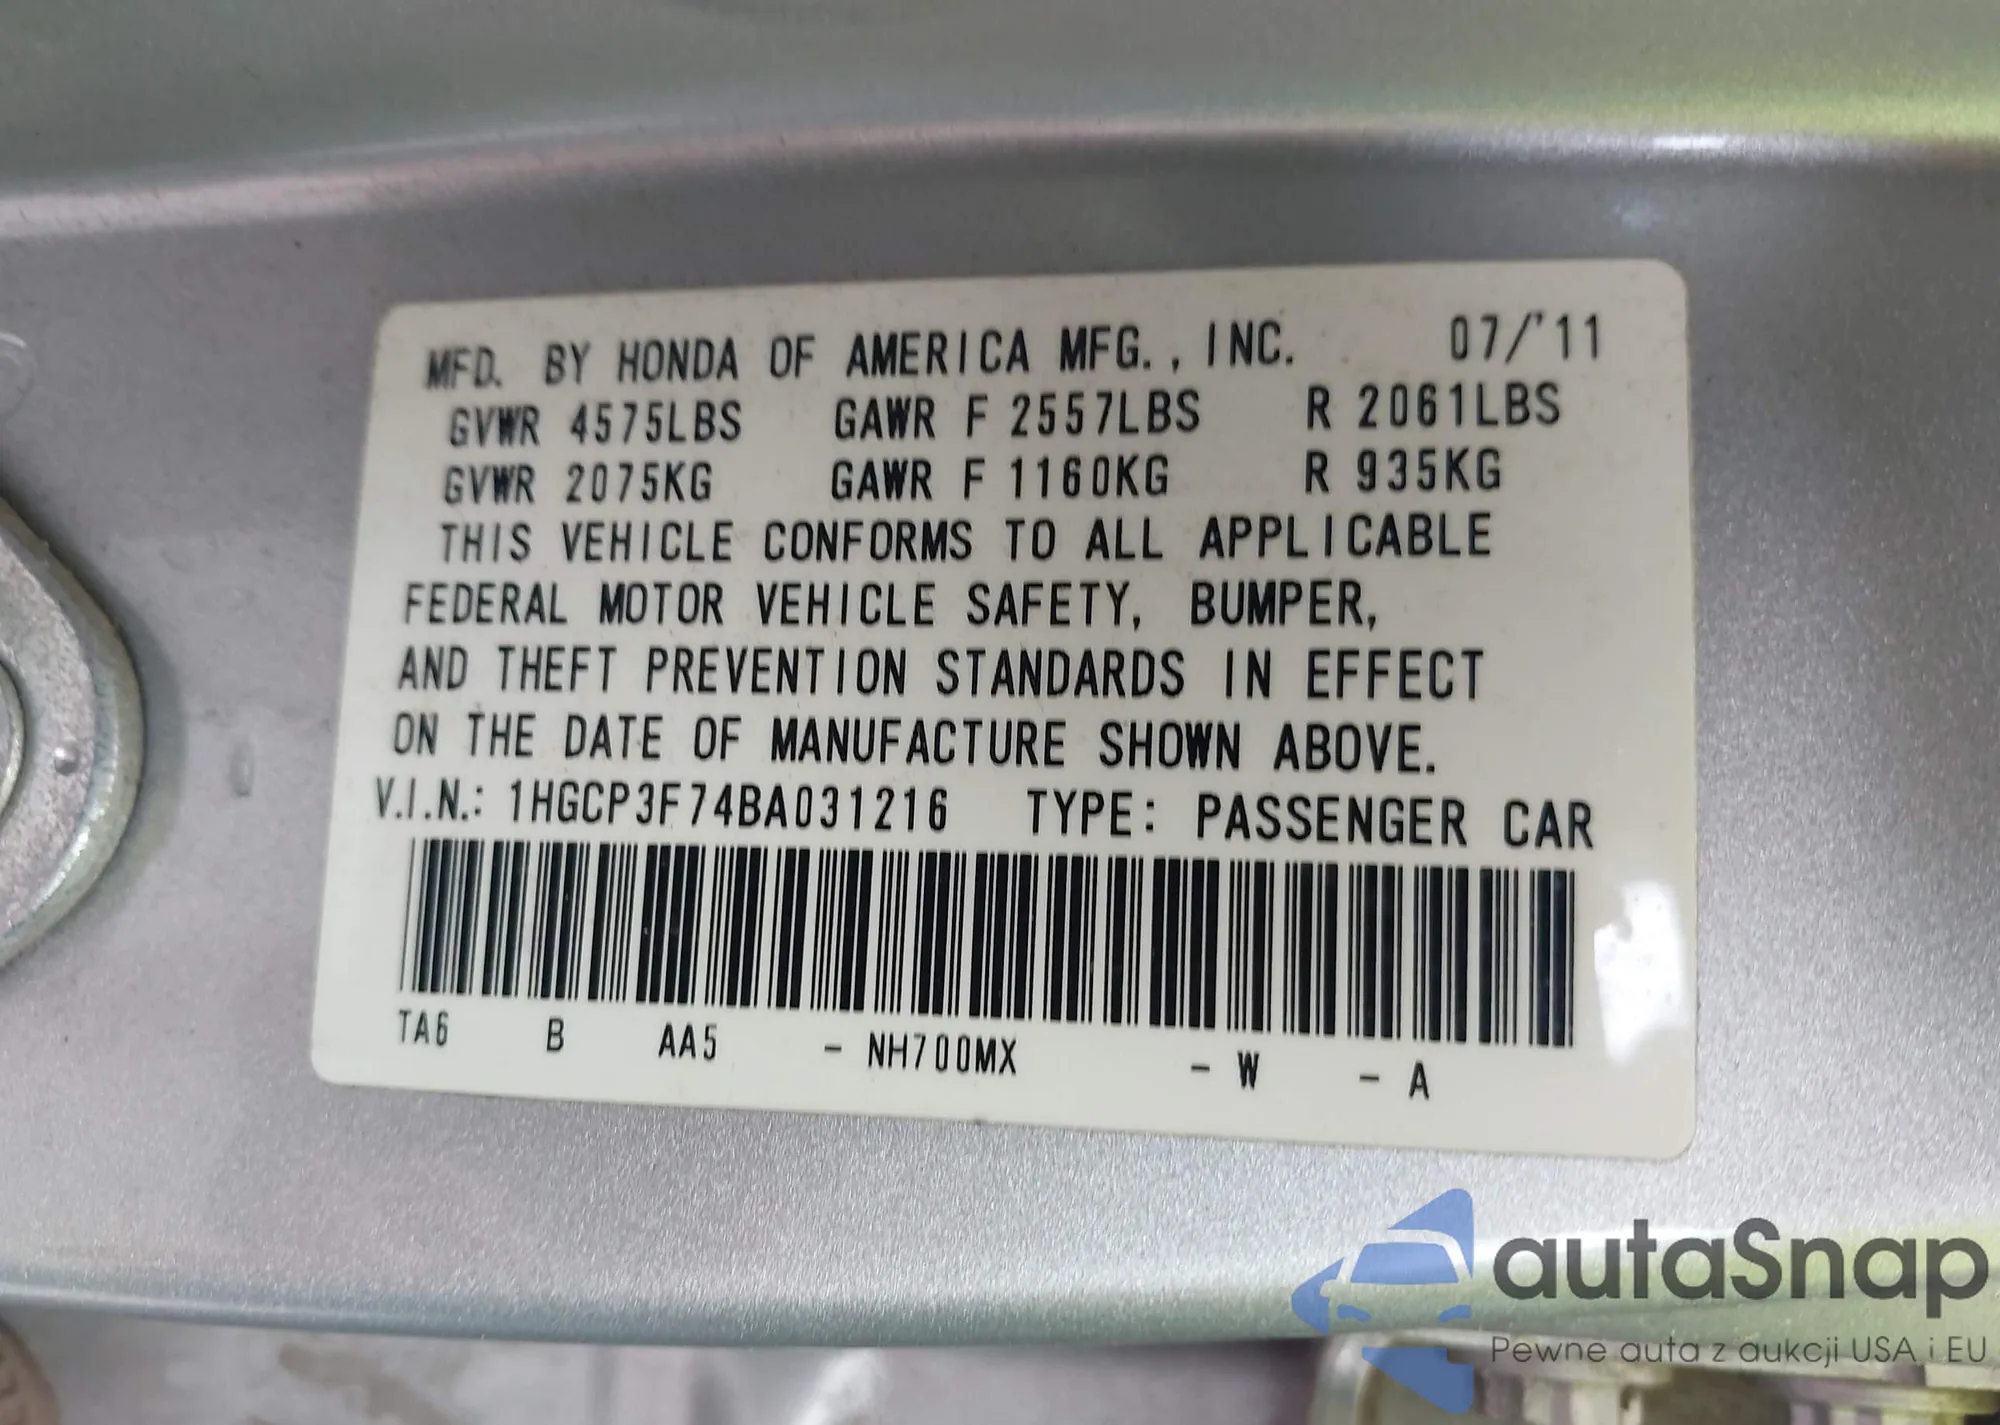 MFD. BY HONDA OF AMERICA MFG., INC. 07/'11
GVWR 4575LBS GAWR F 2557LBS R 2061LBS
GVWR 2075KG GAWR F 1160KG R 935KG
THIS VEHICLE CONFORMS TO ALL APPLICABLE
FEDERAL MOTOR VEHICLE SAFETY, BUMPER,
AND THEFT PREVENTION STANDARDS IN EFFECT
ON THE DATE OF MANUFACTURE SHOWN ABOVE.
V.I.N.: 1HGCP3F74BA031216 TYPE: PASSENGER CAR
TA6 B AA5 - NH700MX - W - A
autaSnap
Pewne auta z aukcji USA i EU